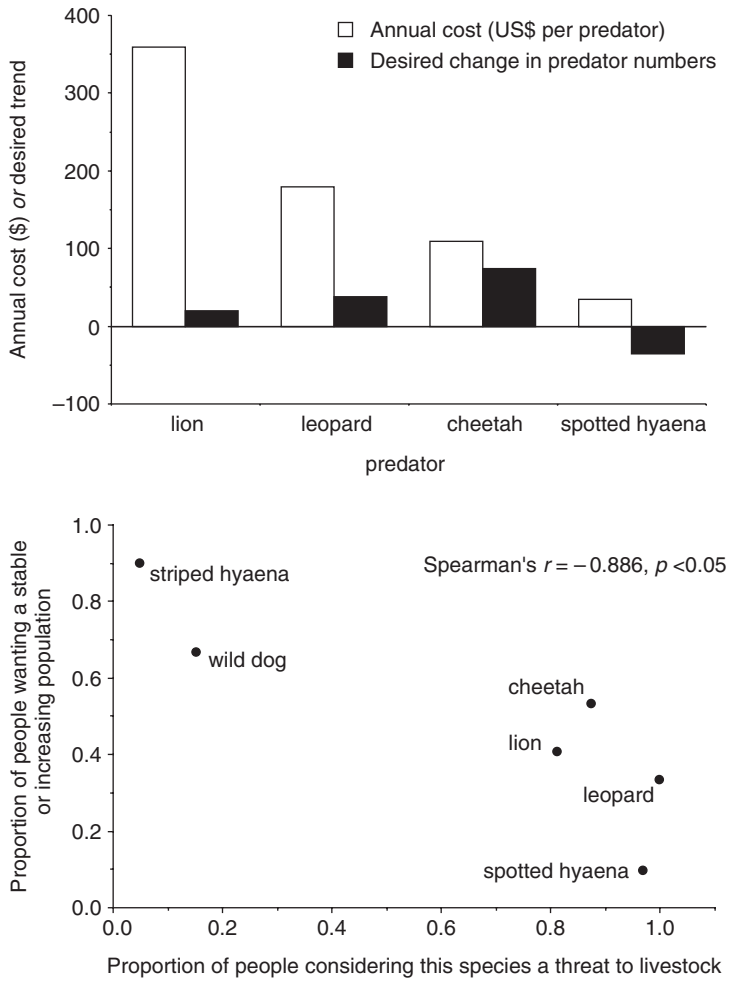 Annual cost ($) or desired trend
400
300
200
100
0
–100
Annual cost (US$ per predator)
Desired change in predator numbers
lion
leopard
cheetah
spotted hyaena
predator
Proportion of people wanting a stable
or increasing population
1.0
0.8
0.6
0.4
0.2
0.0
Spearman's r = – 0.886, p <0.05
striped hyaena
wild dog
cheetah
lion
leopard
spotted hyaena
0.0
0.2
0.4
0.6
0.8
1.0
Proportion of people considering this species a threat to livestock